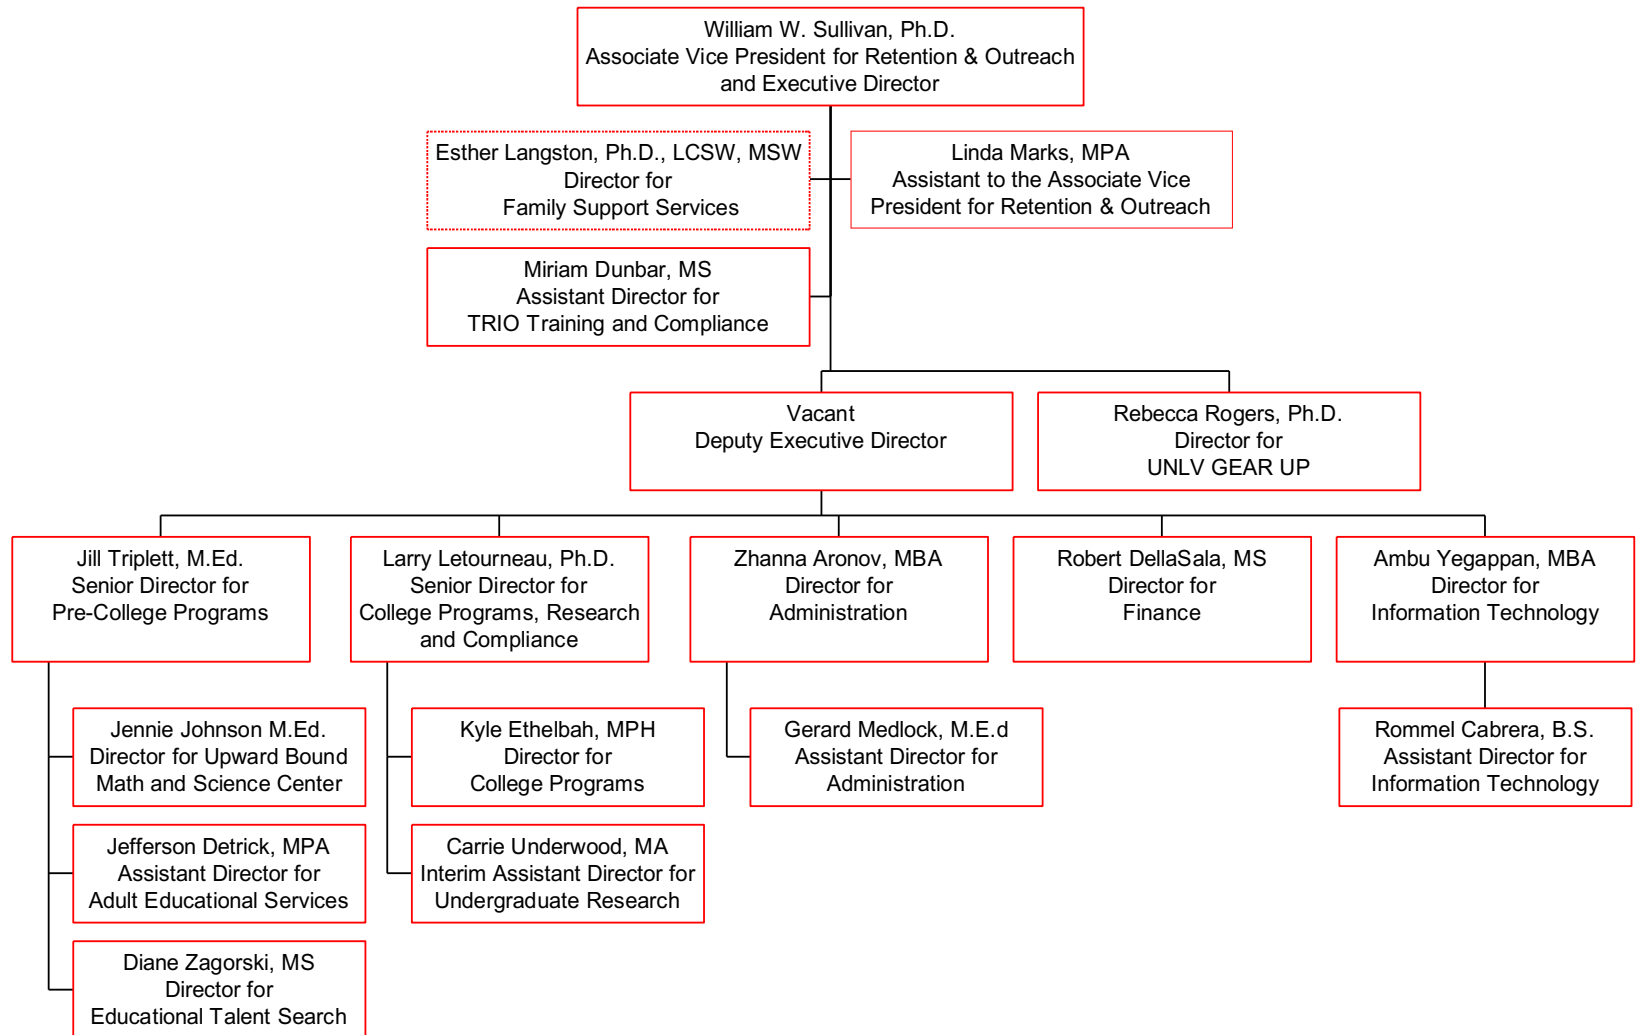 William W. Sullivan, Ph.D.
Associate Vice President for Retention & Outreach
and Executive Director
Esther Langston, Ph.D., LCSW, MSW
Director for
Family Support Services
Linda Marks, MPA
Assistant to the Associate Vice
President for Retention & Outreach
Miriam Dunbar, MS
Assistant Director for
TRIO Training and Compliance
Vacant
Deputy Executive Director
Rebecca Rogers, Ph.D.
Director for
UNLV GEAR UP
Jill Triplett, M.Ed.
Senior Director for
Pre-College Programs
Larry Letourneau, Ph.D.
Senior Director for
College Programs, Research
and Compliance
Zhanna Aronov, MBA
Director for
Administration
Robert DellaSala, MS
Director for
Finance
Ambu Yegappan, MBA
Director for
Information Technology
Jennie Johnson M.Ed.
Director for Upward Bound
Math and Science Center
Kyle Ethelbah, MPH
Director for
College Programs
Gerard Medlock, M.E.d
Assistant Director for
Administration
Rommel Cabrera, B.S.
Assistant Director for
Information Technology
Jefferson Detrick, MPA
Assistant Director for
Adult Educational Services
Carrie Underwood, MA
Interim Assistant Director for
Undergraduate Research
Diane Zagorski, MS
Director for
Educational Talent Search